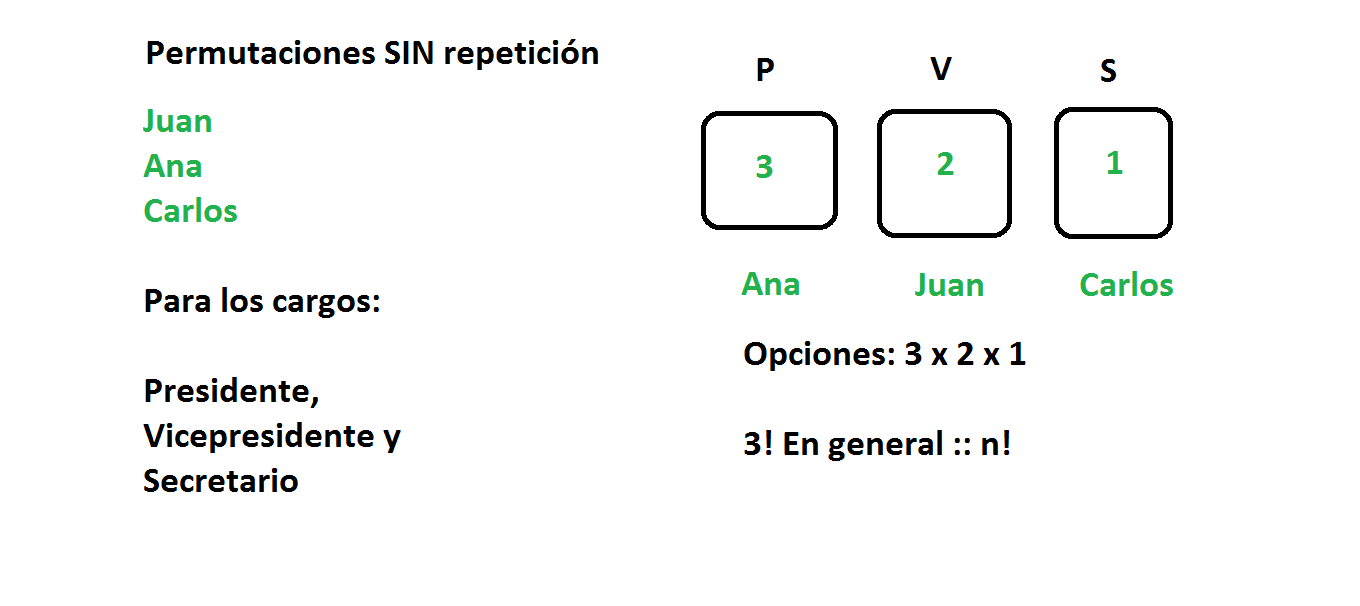 Permutaciones SIN repetición
Juan
Ana
Carlos
Para los cargos:
Presidente,
Vicepresidente y
Secretario
P V S
3 2 1
Ana Juan Carlos
Opciones: 3 x 2 x 1
3! En general :: n!